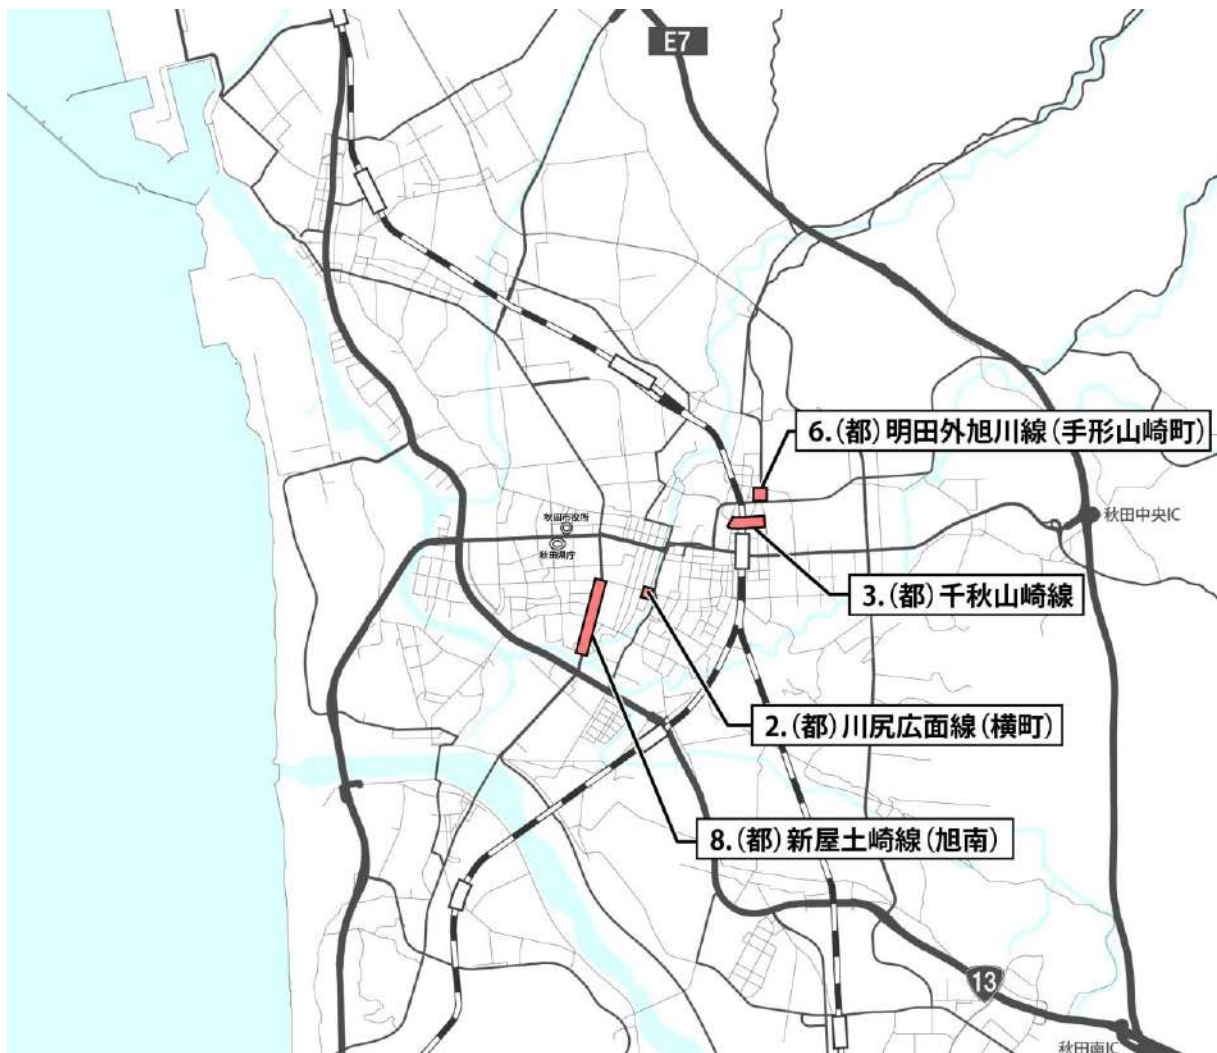 E7
6.(都)明田外旭川線(手形山崎町)
秋田中央IC
秋田市役所
秋田県庁
3.(都)千秋山崎線
2.(都)川尻広面線(横町)
8.(都)新屋土崎線(旭南)
13
秋田南IC